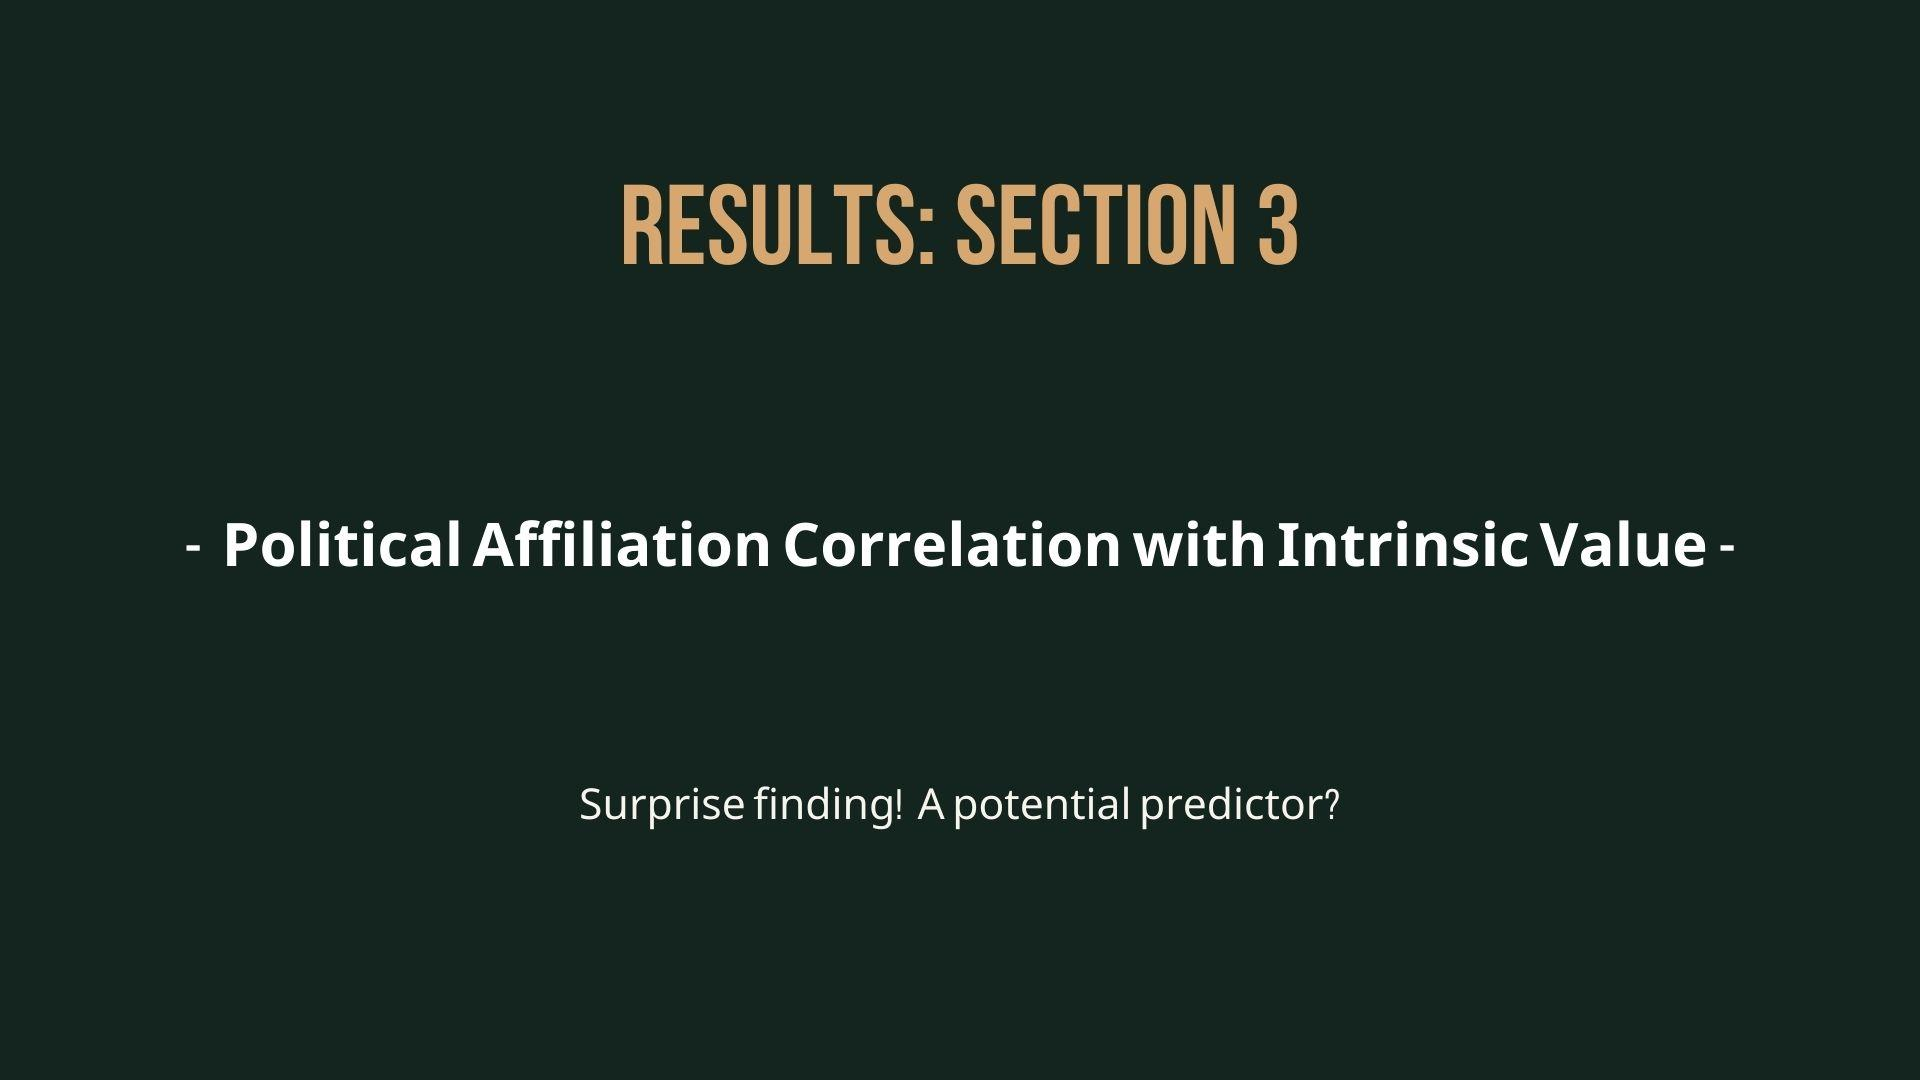 RESULTS: SECTION 3
- Political Affiliation Correlation with Intrinsic Value -
Surprise finding! A potential predictor?